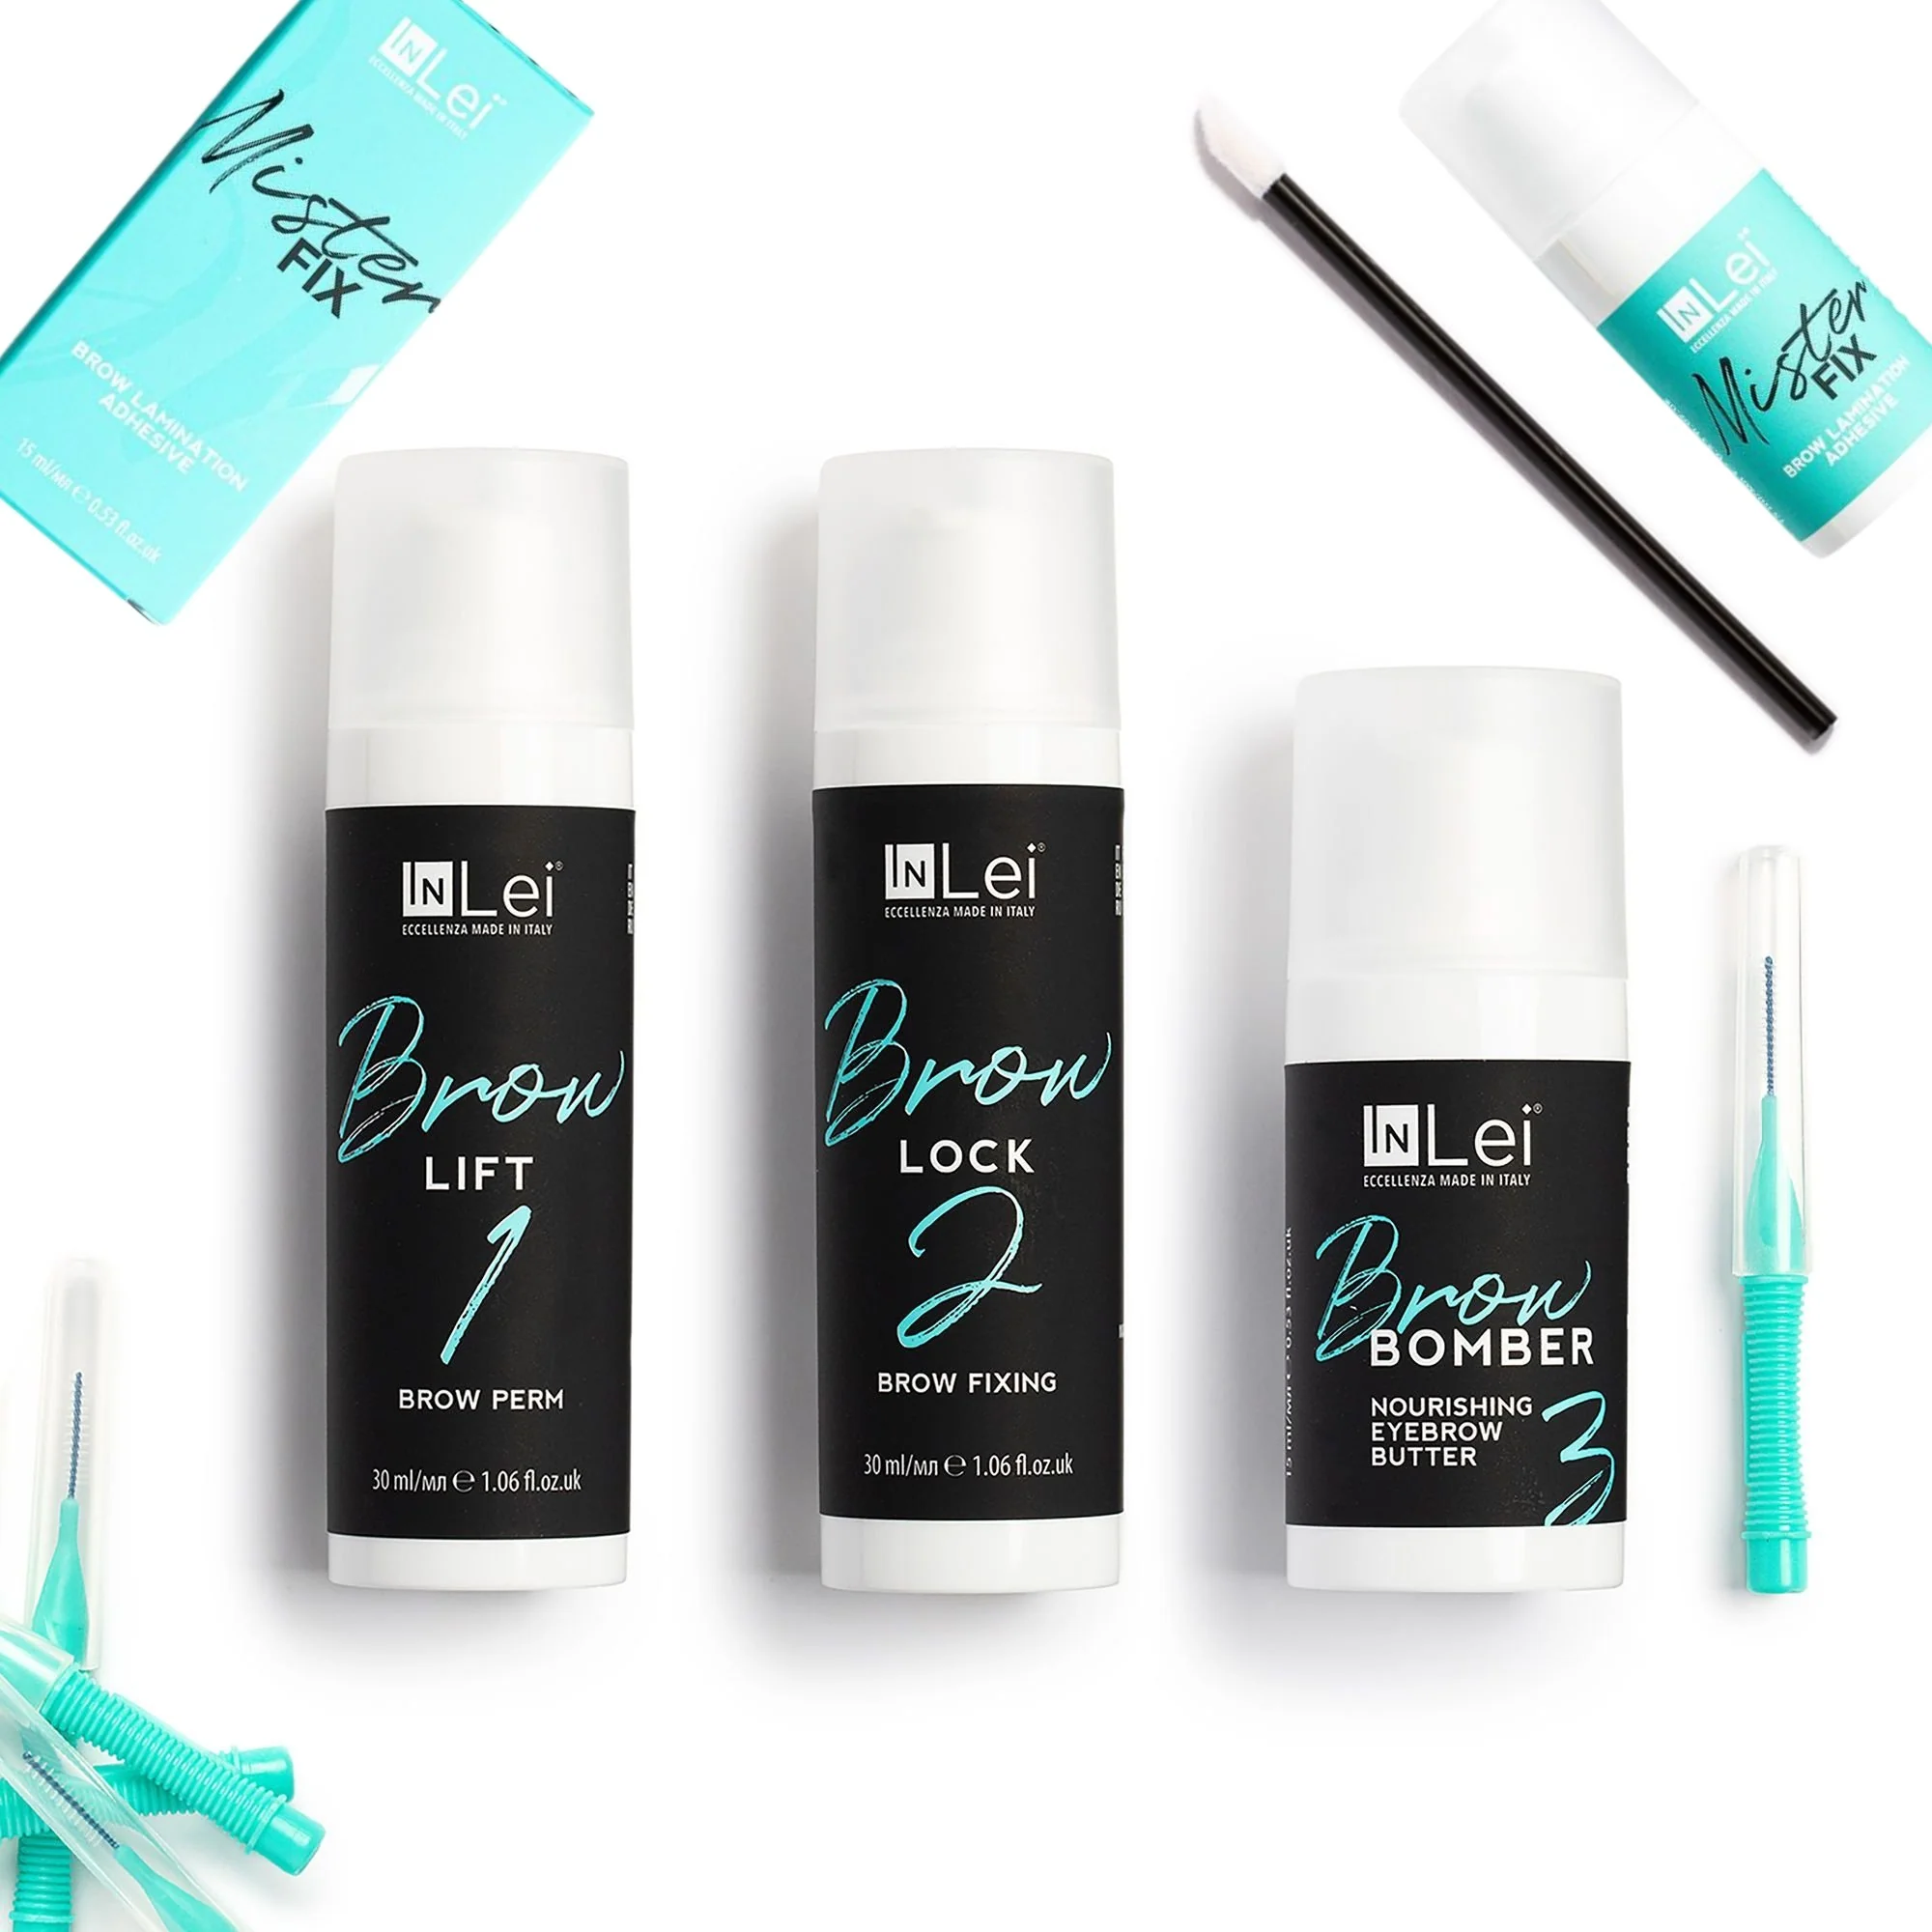 INLei
ECCELLENZA MADE IN ITALY
Mister
FIX
BROW LAMINATION
ADHESIVE
15 ml/мл ℮ 0.53 fl.oz.uk
INLei
ECCELLENZA MADE IN ITALY
Mister
FIX
BROW LAMINATION
ADHESIVE
INLei®
ECCELLENZA MADE IN ITALY
Brow
LIFT
1
BROW PERM
30 ml/мл ℮ 1.06 fl.oz.uk
INLei®
ECCELLENZA MADE IN ITALY
Brow
LOCK
2
BROW FIXING
30 ml/мл ℮ 1.06 fl.oz.uk
INLei®
ECCELLENZA MADE IN ITALY
Brow
BOMBER
NOURISHING
EYEBROW
BUTTER
3
15 ml/мл ℮ 0.53 fl.oz.uk